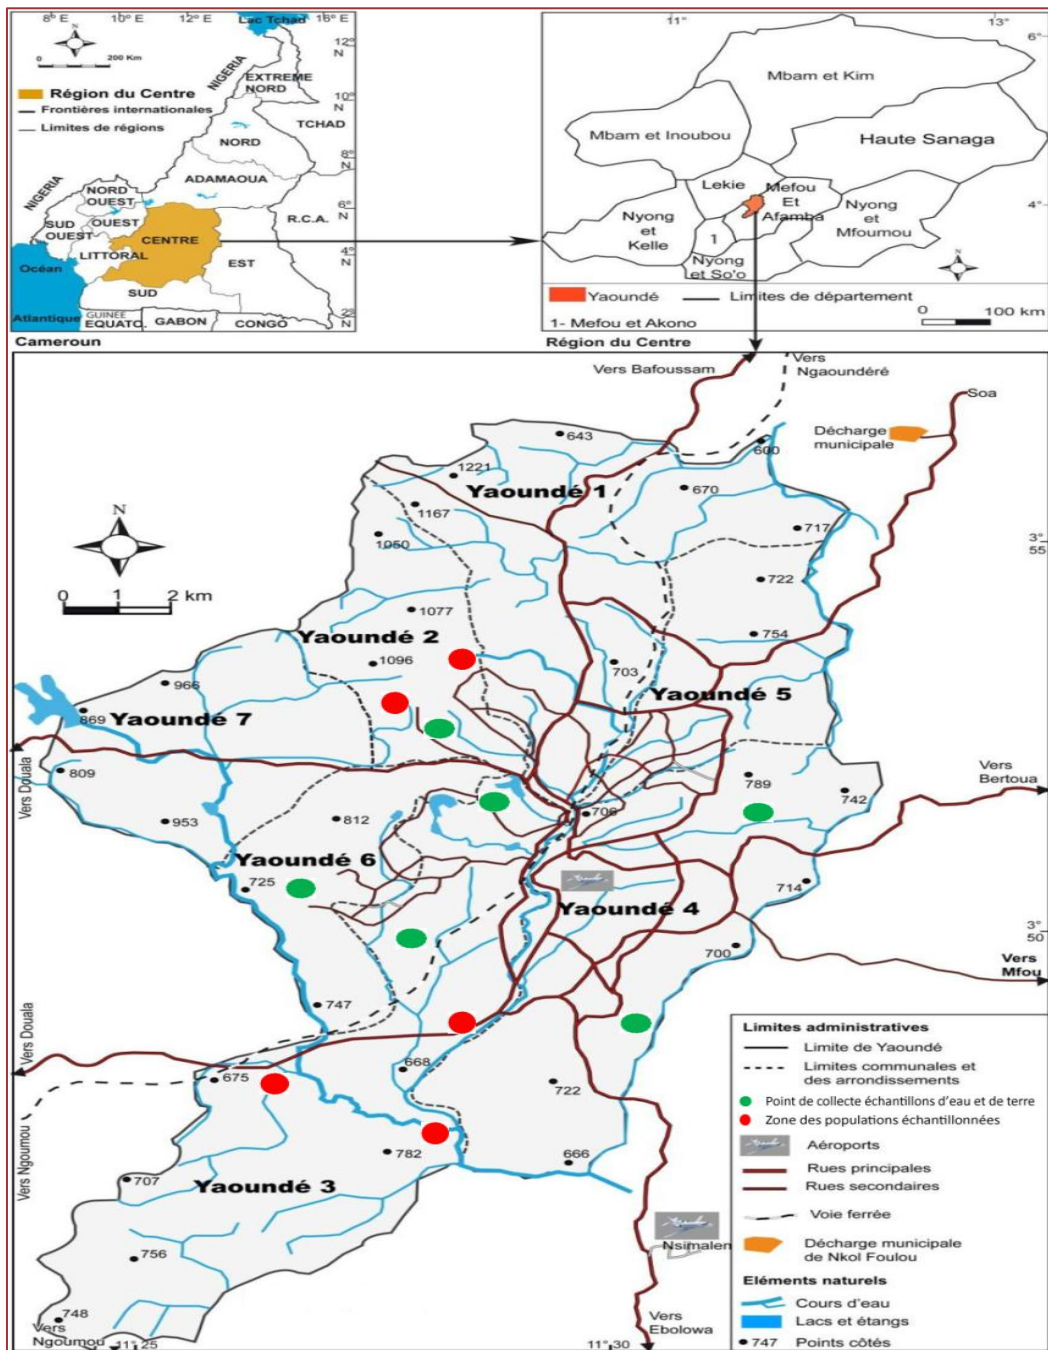 8° E
10° E
12° E
14° E
16° E
Lac Tchad
N
0 200 Km
12°
N
NIGERIA
EXTREME
NORD
Région du Centre
10°
N
Frontières internationales
Limites de régions
TCHAD
NORD
8°
N
ADAMAOUA
NIGERIA
NORD
OUEST
6°
N
R.C.A.
SUD
OUEST
OUEST
CENTRE
LITTORAL
4°
N
Océan
EST
SUD
Atlantique
GUINEE
EQUATO.
GABON
CONGO
2°
N
Cameroun
11°
13°
6°
Mbam et Kim
Mbam et Inoubou
Haute Sanaga
Lekie
Mefou
Et
Afamba
4°
Nyong
et
Kelle
Nyong
et
Mfoumou
1
Nyong
et So'o
N
Yaoundé
Limites de département
1- Mefou et Akono
0 100 km
Région du Centre
Vers Bafoussam
Vers
Ngaoundéré
Soa
Décharge
municipale
643
600
1221
Yaoundé 1
670
1167
717
N
1050
3°
55
722
0 1 2 km
1077
Yaoundé 2
754
1096
703
966
Yaoundé 5
869
Yaoundé 7
Vers Douala
809
789
742
Vers
Bertoua
953
812
706
Yaoundé 6
725
714
Yaoundé 4
3°
50
700
Vers
Mfou
747
Vers Douala
675
668
722
782
666
Vers Ngoumou
707
Yaoundé 3
Nsimalen
756
748
Vers
Ngoumou
11° 25
11° 30
Vers
Ebolowa
Limites administratives
Limite de Yaoundé
Limites communales et
des arrondissements
Point de collecte échantillons d'eau et de terre
Zone des populations échantillonnées
Aéroports
Rues principales
Rues secondaires
Voie ferrée
Décharge municipale
de Nkol Foulou
Eléments naturels
Cours d'eau
Lacs et étangs
747 Points côtés